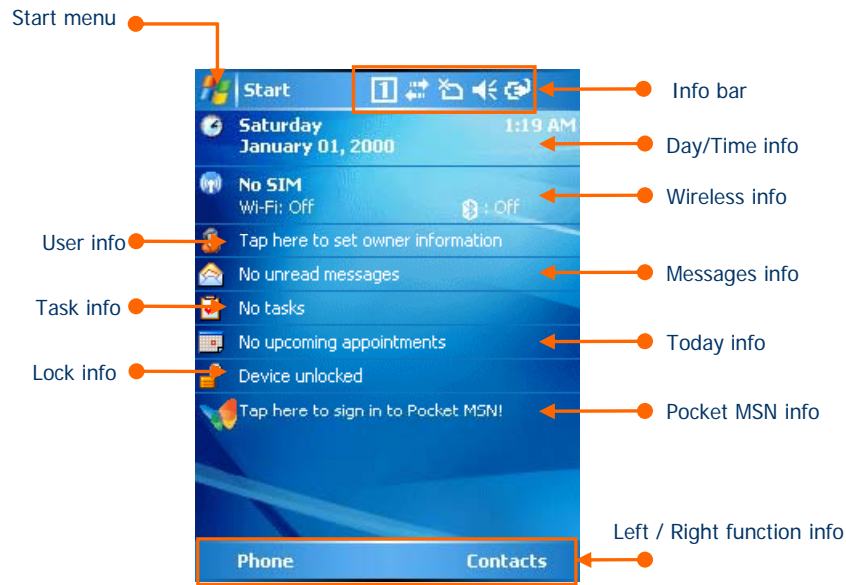 Start menu
Start 1
Info bar
Saturday 1:19 AM
January 01, 2000
Day/Time info
No SIM
Wi-Fi: Off : Off
Wireless info
User info
Tap here to set owner information
No unread messages
Messages info
Task info
No tasks
No upcoming appointments
Today info
Lock info
Device unlocked
Tap here to sign in to Pocket MSN!
Pocket MSN info
Left / Right function info
Phone Contacts